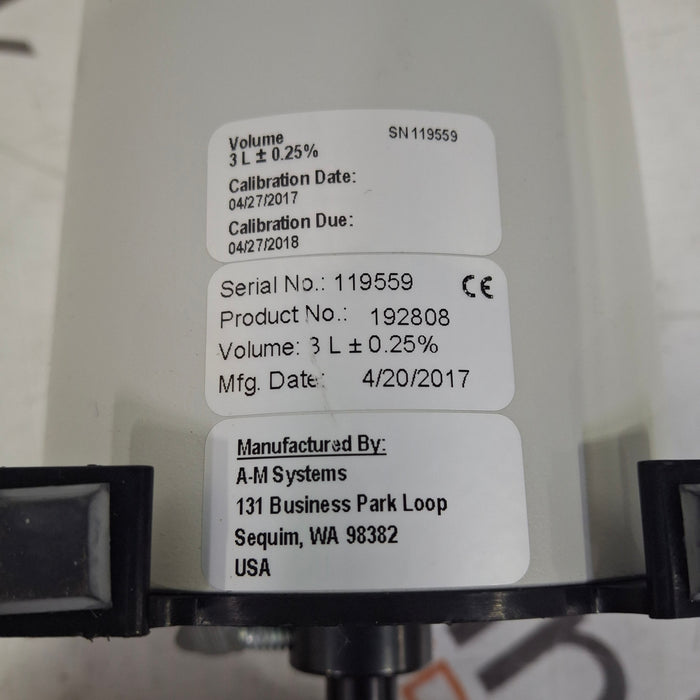 Volume SN119559
3 L ± 0.25%
Calibration Date:
04/27/2017
Calibration Due:
04/27/2018
Serial No.: 119559 CE
Product No.: 192808
Volume: 3 L ± 0.25%
Mfg. Date: 4/20/2017
Manufactured By:
A-M Systems
131 Business Park Loop
Sequim, WA 98382
USA